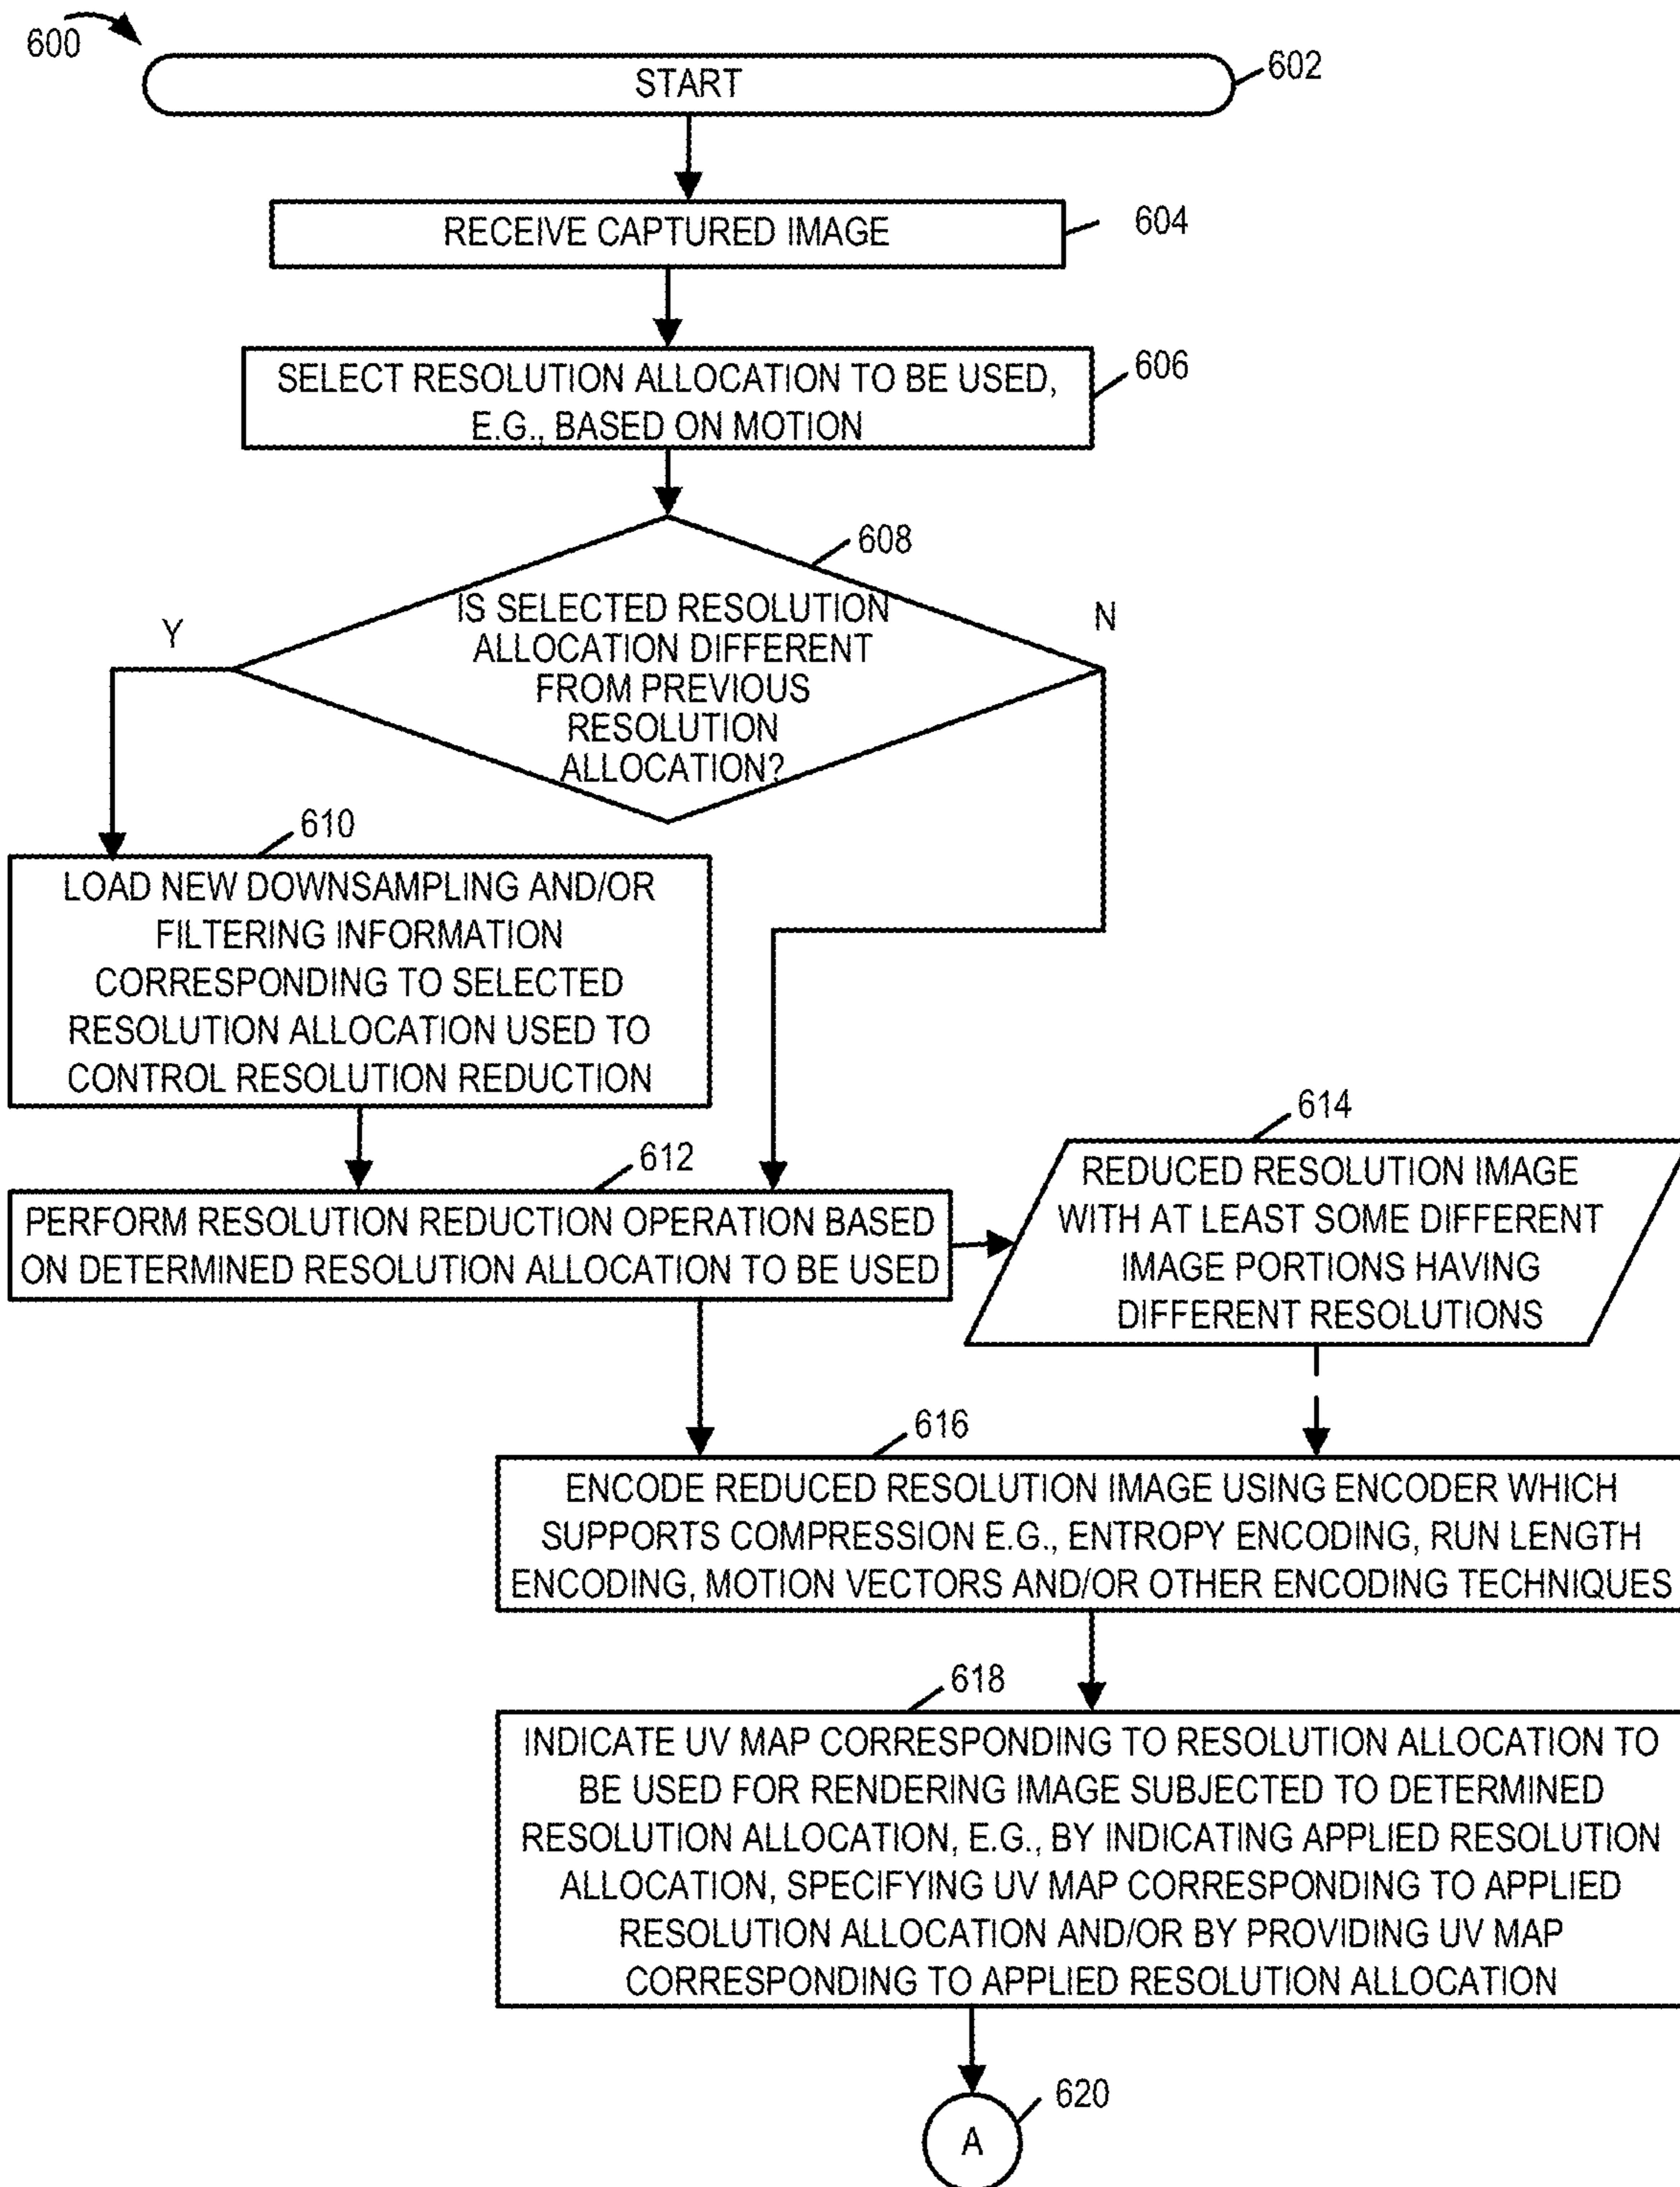 600
START
602
RECEIVE CAPTURED IMAGE
604
SELECT RESOLUTION ALLOCATION TO BE USED,
E.G., BASED ON MOTION
606
608
IS SELECTED RESOLUTION
ALLOCATION DIFFERENT
FROM PREVIOUS
RESOLUTION
ALLOCATION?
Y
N
610
LOAD NEW DOWNSAMPLING AND/OR
FILTERING INFORMATION
CORRESPONDING TO SELECTED
RESOLUTION ALLOCATION USED TO
CONTROL RESOLUTION REDUCTION
612
PERFORM RESOLUTION REDUCTION OPERATION BASED
ON DETERMINED RESOLUTION ALLOCATION TO BE USED
614
REDUCED RESOLUTION IMAGE
WITH AT LEAST SOME DIFFERENT
IMAGE PORTIONS HAVING
DIFFERENT RESOLUTIONS
616
ENCODE REDUCED RESOLUTION IMAGE USING ENCODER WHICH
SUPPORTS COMPRESSION E.G., ENTROPY ENCODING, RUN LENGTH
ENCODING, MOTION VECTORS AND/OR OTHER ENCODING TECHNIQUES
618
INDICATE UV MAP CORRESPONDING TO RESOLUTION ALLOCATION TO
BE USED FOR RENDERING IMAGE SUBJECTED TO DETERMINED
RESOLUTION ALLOCATION, E.G., BY INDICATING APPLIED RESOLUTION
ALLOCATION, SPECIFYING UV MAP CORRESPONDING TO APPLIED
RESOLUTION ALLOCATION AND/OR BY PROVIDING UV MAP
CORRESPONDING TO APPLIED RESOLUTION ALLOCATION
620
A